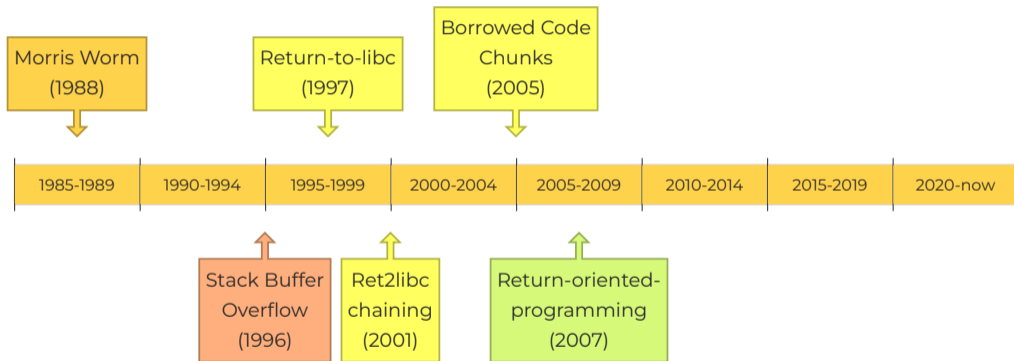 Morris Worm
(1988)
Return-to-libc
(1997)
Borrowed Code
Chunks
(2005)
1985-1989
1990-1994
1995-1999
2000-2004
2005-2009
2010-2014
2015-2019
2020-now
Stack Buffer
Overflow
(1996)
Ret2libc
chaining
(2001)
Return-oriented-
programming
(2007)